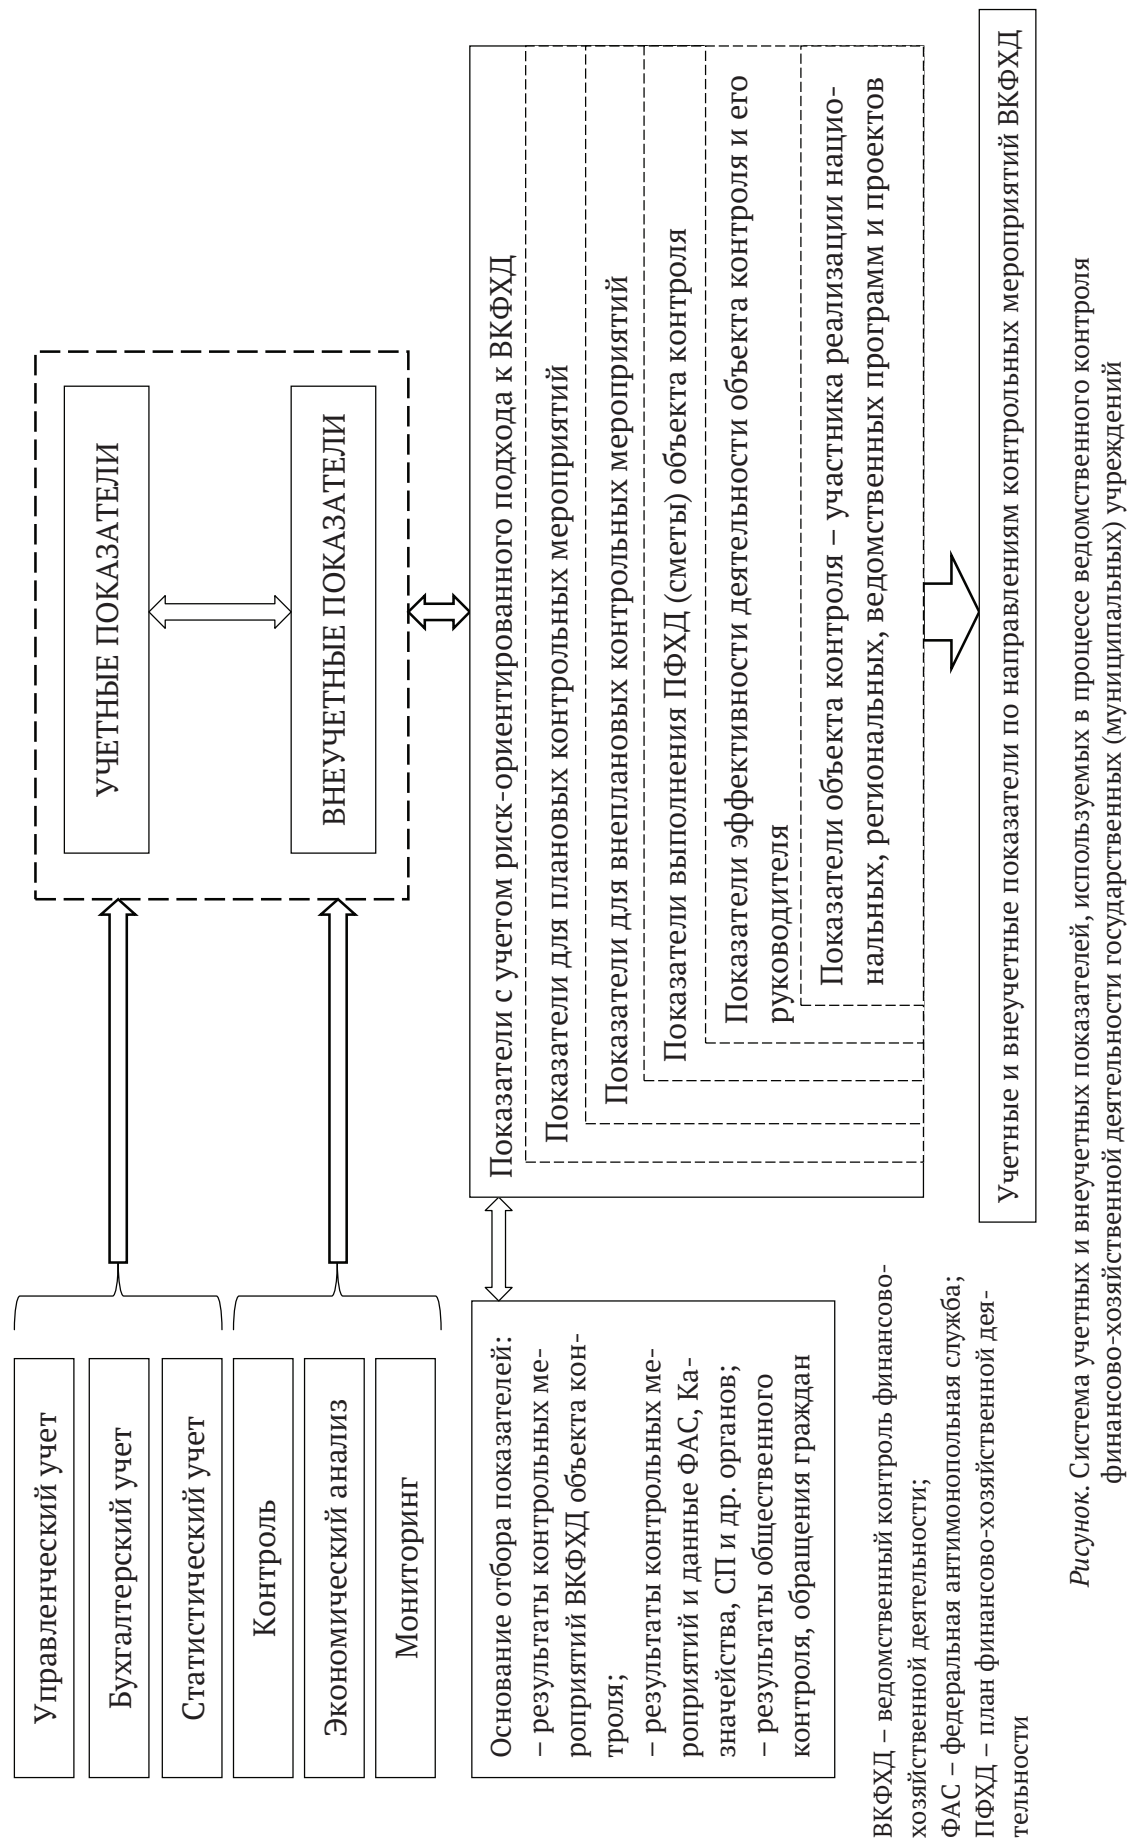 Управленческий учет
Бухгалтерский учет
Статистический учет
Контроль
Экономический анализ
Мониторинг
УЧЕТНЫЕ ПОКАЗАТЕЛИ
ВНЕУЧЕТНЫЕ ПОКАЗАТЕЛИ
Основание отбора показателей:
– результаты контрольных ме-
роприятий ВКФХД объекта кон-
троля;
– результаты контрольных ме-
роприятий и данные ФАС, Ка-
значейства, СП и др. органов;
– результаты общественного
контроля, обращения граждан
Показатели с учетом риск-ориентированного подхода к ВКФХД
Показатели для плановых контрольных мероприятий
Показатели для внеплановых контрольных мероприятий
Показатели выполнения ПФХД (сметы) объекта контроля
Показатели эффективности деятельности объекта контроля и его
руководителя
Показатели объекта контроля – участника реализации нацио-
нальных, региональных, ведомственных программ и проектов
Учетные и внеучетные показатели по направлениям контрольных мероприятий ВКФХД
ВКФХД – ведомственный контроль финансово-
хозяйственной деятельности;
ФАС – федеральная антимонопольная служба;
ПФХД – план финансово-хозяйственной дея-
тельности
Рисунок. Система учетных и внеучетных показателей, используемых в процессе ведомственного контроля
финансово-хозяйственной деятельности государственных (муниципальных) учреждений